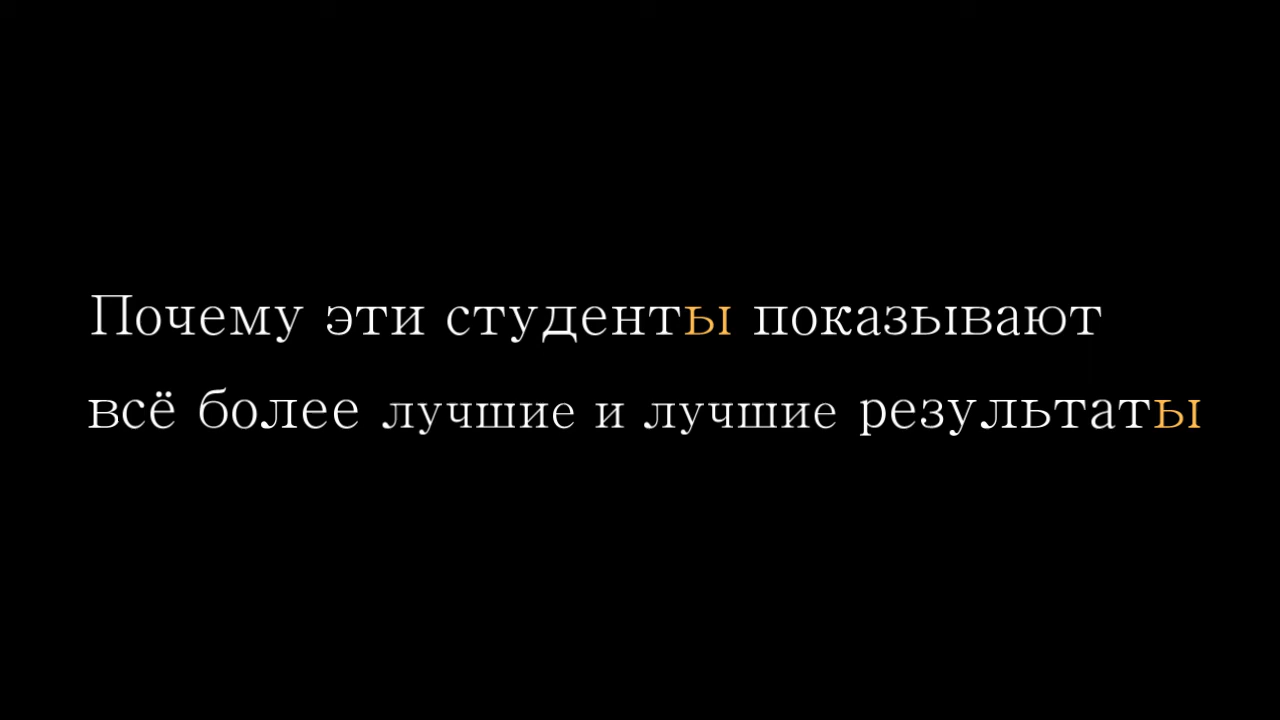 Почему эти студенты показывают
всё более лучшие и лучшие результаты